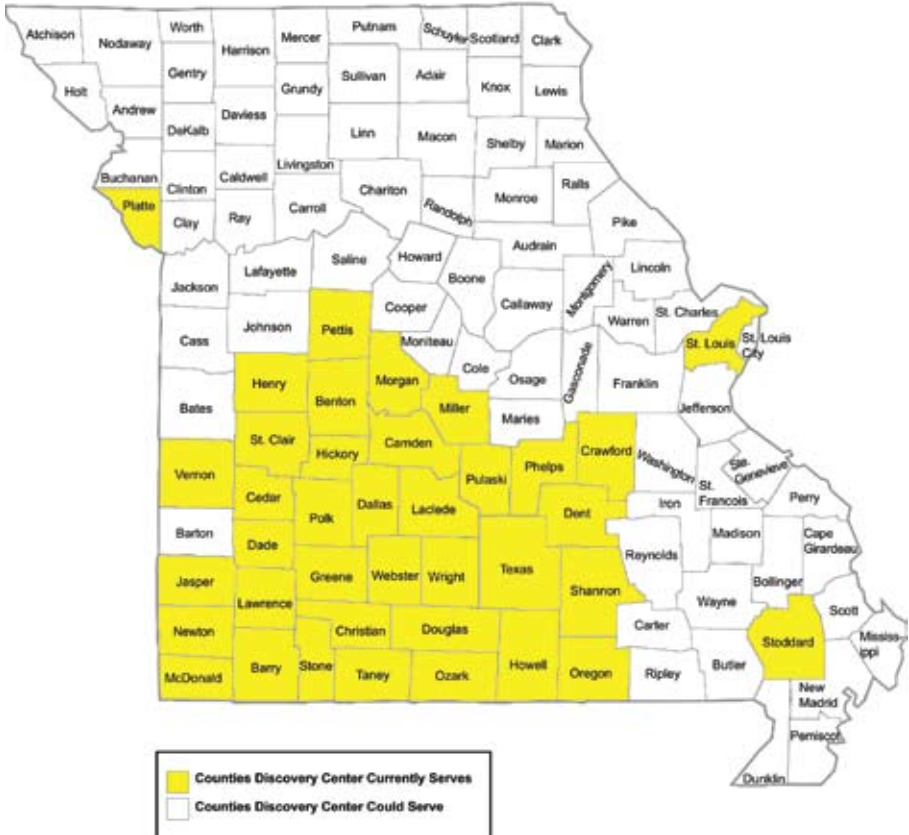 Atchison
Nodaway
Worth
Harrison
Mercer
Putnam
Schuyler
Scotland
Clark
Gentry
Sullivan
Adair
Knox
Lewis
Holt
Grundy
Andrew
DeKalb
Daviess
Linn
Macon
Shelby
Marion
Buchanan
Clinton
Caldwell
Livingston
Chariton
Randolph
Monroe
Ralls
Platte
Clay
Ray
Carroll
Pike
Audrain
Saline
Howard
Boone
Jackson
Lafayette
Callaway
Montgomery
Lincoln
Cooper
Warren
St. Charles
Cass
Johnson
Pettis
Moniteau
Cole
Osage
Gasconade
Franklin
St. Louis
St. Louis
City
Henry
Morgan
Miller
Bates
Benton
Maries
Jefferson
St. Clair
Camden
Hickory
Vernon
Pulaski
Phelps
Crawford
Washington
Ste.
Genevieve
St.
Francois
Cedar
Polk
Dallas
Laclede
Dent
Iron
Perry
Barton
Dade
Madison
Cape
Girardeau
Reynolds
Jasper
Greene
Webster
Wright
Texas
Shannon
Bollinger
Lawrence
Wayne
Scott
Newton
Christian
Douglas
Carter
Stoddard
Mississ-
ippi
McDonald
Barry
Stone
Taney
Ozark
Howell
Oregon
Ripley
Butler
New
Madrid
Pemiscot
Dunklin
Counties Discovery Center Currently Serves
Counties Discovery Center Could Serve